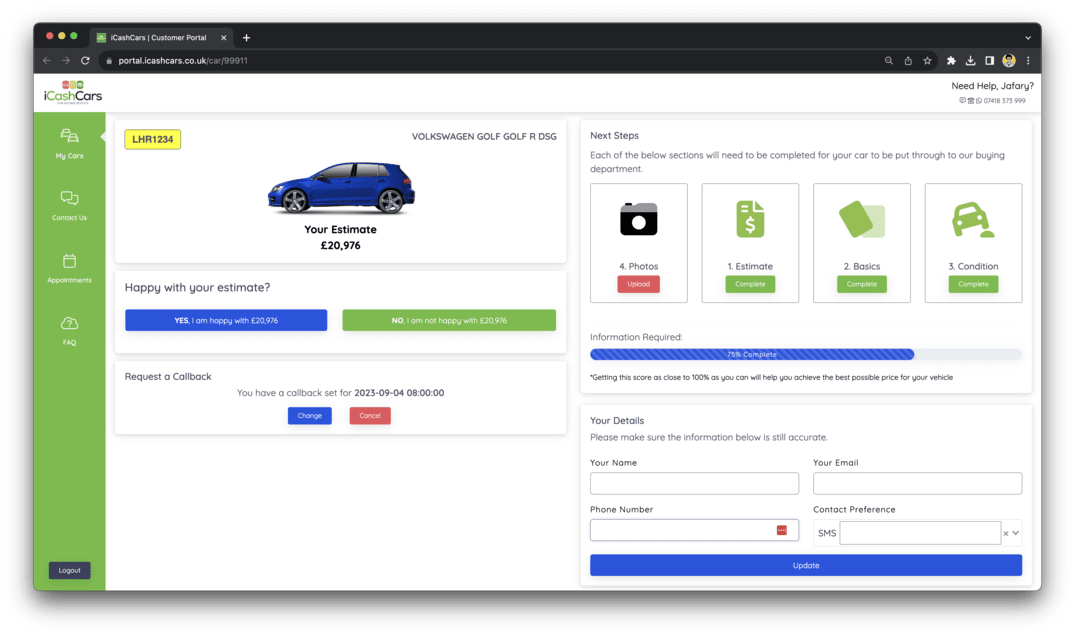 iCashCars | Customer Portal
portal.icashcars.co.uk/car/99911
iCashCars
CAR BUYING SERVICE
Need Help, Jafary?
07418 373 999
My Cars
Contact Us
Appointments
FAQ
Logout
LHR1234
VOLKSWAGEN GOLF GOLF R DSG
Your Estimate
£20,976
Happy with your estimate?
YES, I am happy with £20,976
NO, I am not happy with £20,976
Request a Callback
You have a callback set for 2023-09-04 08:00:00
Change
Cancel
Next Steps
Each of the below sections will need to be completed for your car to be put through to our buying
department.
4. Photos
Upload
1. Estimate
Complete
2. Basics
Complete
3. Condition
Complete
Information Required:
75% Complete
*Getting this score as close to 100% as you can will help you achieve the best possible price for your vehicle
Your Details
Please make sure the information below is still accurate.
Your Name
Your Email
Phone Number
Contact Preference
SMS
Update